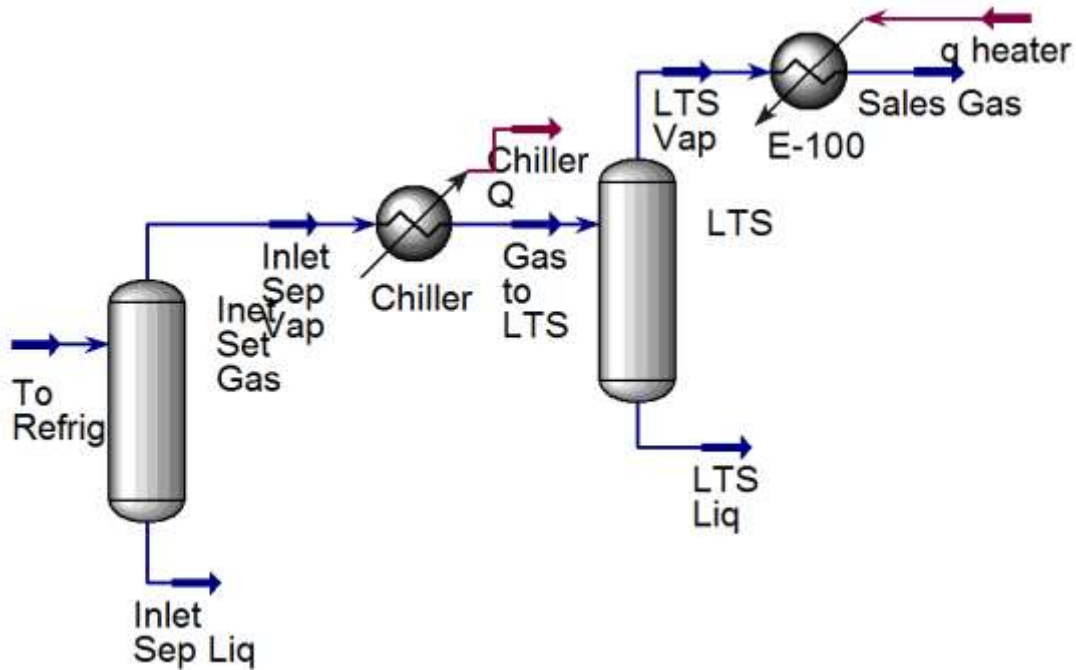 q heater
LTS
Vap
Sales Gas
E-100
Chiller
Q
LTS
Inlet
Sep
Vap
Chiller
Gas
to
LTS
Inet
Set
Gas
To
Refrig
LTS
Liq
Inlet
Sep Liq